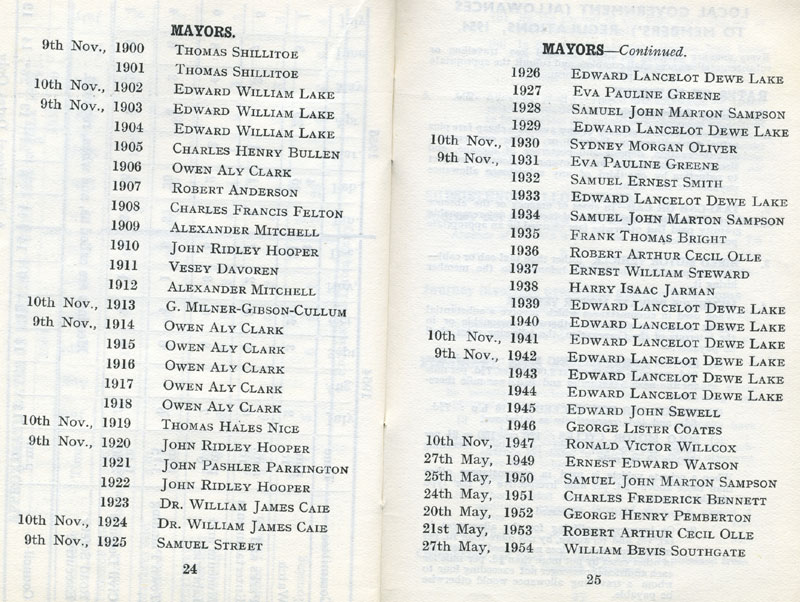 MAYORS.
9th Nov., 1900 THOMAS SHILLITOE
1901 THOMAS SHILLITOE
10th Nov., 1902 EDWARD WILLIAM LAKE
9th Nov., 1903 EDWARD WILLIAM LAKE
1904 EDWARD WILLIAM LAKE
1905 CHARLES HENRY BULLEN
1906 OWEN ALY CLARK
1907 ROBERT ANDERSON
1908 CHARLES FRANCIS FELTON
1909 ALEXANDER MITCHELL
1910 JOHN RIDLEY HOOPER
1911 VESEY DAVOREN
1912 ALEXANDER MITCHELL
10th Nov., 1913 G. MILNER-GIBSON-CULLUM
9th Nov., 1914 OWEN ALY CLARK
1915 OWEN ALY CLARK
1916 OWEN ALY CLARK
1917 OWEN ALY CLARK
1918 OWEN ALY CLARK
10th Nov., 1919 THOMAS HALES NICE
9th Nov., 1920 JOHN RIDLEY HOOPER
1921 JOHN PASHLER PARKINGTON
1922 JOHN RIDLEY HOOPER
1923 DR. WILLIAM JAMES CAIE
10th Nov., 1924 DR. WILLIAM JAMES CAIE
9th Nov., 1925 SAMUEL STREET
24
MAYORS—Continued.
1926 EDWARD LANCELOT DEWE LAKE
1927 EVA PAULINE GREENE
1928 SAMUEL JOHN MARTON SAMPSON
1929 EDWARD LANCELOT DEWE LAKE
10th Nov., 1930 SYDNEY MORGAN OLIVER
9th Nov., 1931 EVA PAULINE GREENE
1932 SAMUEL ERNEST SMITH
1933 EDWARD LANCELOT DEWE LAKE
1934 SAMUEL JOHN MARTON SAMPSON
1935 FRANK THOMAS BRIGHT
1936 ROBERT ARTHUR CECIL OLLE
1937 ERNEST WILLIAM STEWARD
1938 HARRY ISAAC JARMAN
1939 EDWARD LANCELOT DEWE LAKE
1940 EDWARD LANCELOT DEWE LAKE
10th Nov., 1941 EDWARD LANCELOT DEWE LAKE
9th Nov., 1942 EDWARD LANCELOT DEWE LAKE
1943 EDWARD LANCELOT DEWE LAKE
1944 EDWARD LANCELOT DEWE LAKE
1945 EDWARD JOHN SEWELL
1946 GEORGE LISTER COATES
10th Nov, 1947 RONALD VICTOR WILLCOX
27th May, 1949 ERNEST EDWARD WATSON
25th May, 1950 SAMUEL JOHN MARTON SAMPSON
24th May, 1951 CHARLES FREDERICK BENNETT
20th May, 1952 GEORGE HENRY PEMBERTON
21st May, 1953 ROBERT ARTHUR CECIL OLLE
27th May, 1954 WILLIAM BEVIS SOUTHGATE
25